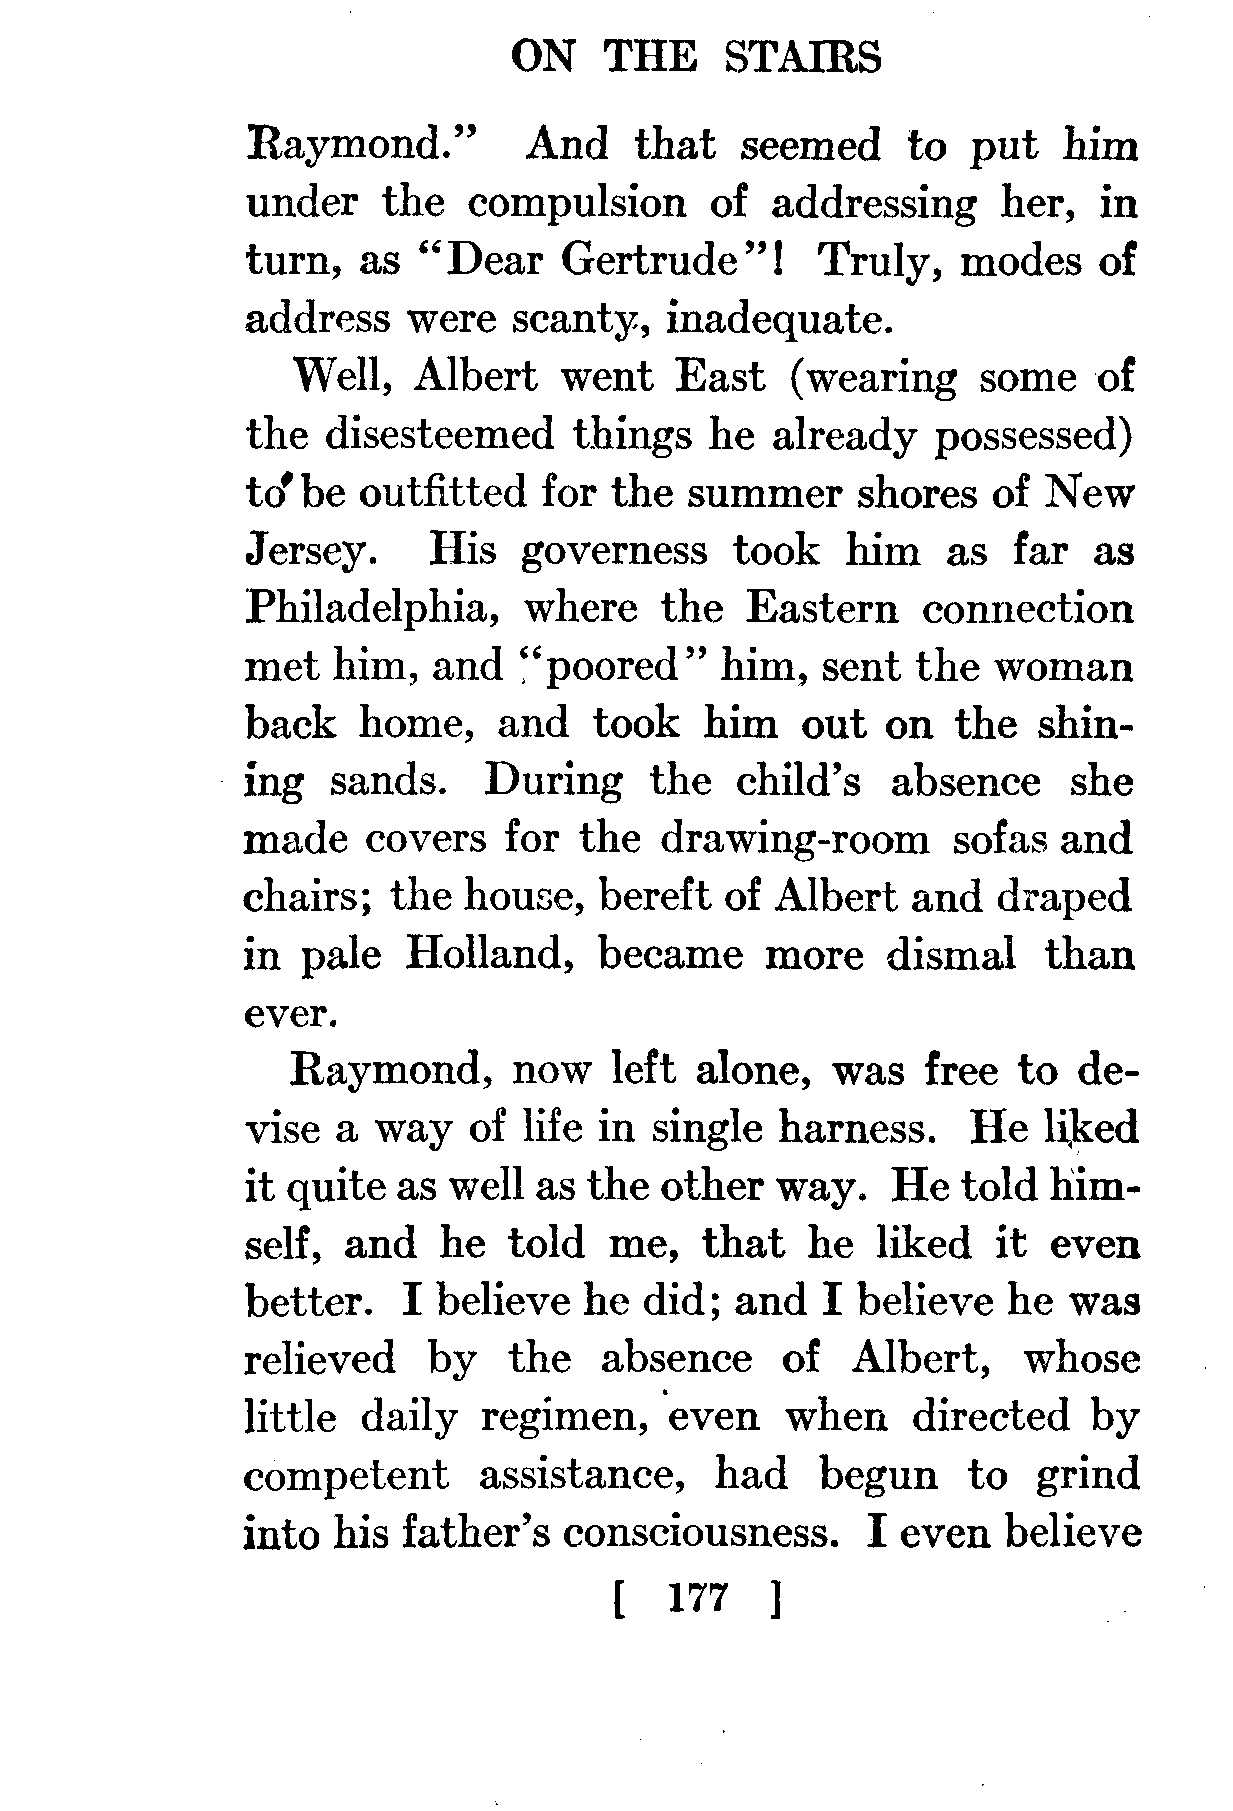 ON THE STAIRS
Raymond.” And that seemed to put him
under the compulsion of addressing her, in
turn, as “Dear Gertrude”! Truly, modes of
address were scanty, inadequate.
Well, Albert went East (wearing some of
the disesteemed things he already possessed)
to be outfitted for the summer shores of New
Jersey. His governess took him as far as
Philadelphia, where the Eastern connection
met him, and “poored” him, sent the woman
back home, and took him out on the shin-
ing sands. During the child’s absence she
made covers for the drawing-room sofas and
chairs; the house, bereft of Albert and draped
in pale Holland, became more dismal than
ever.
Raymond, now left alone, was free to de-
vise a way of life in single harness. He liked
it quite as well as the other way. He told him-
self, and he told me, that he liked it even
better. I believe he did; and I believe he was
relieved by the absence of Albert, whose
little daily regimen, even when directed by
competent assistance, had begun to grind
into his father’s consciousness. I even believe
[ 177 ]